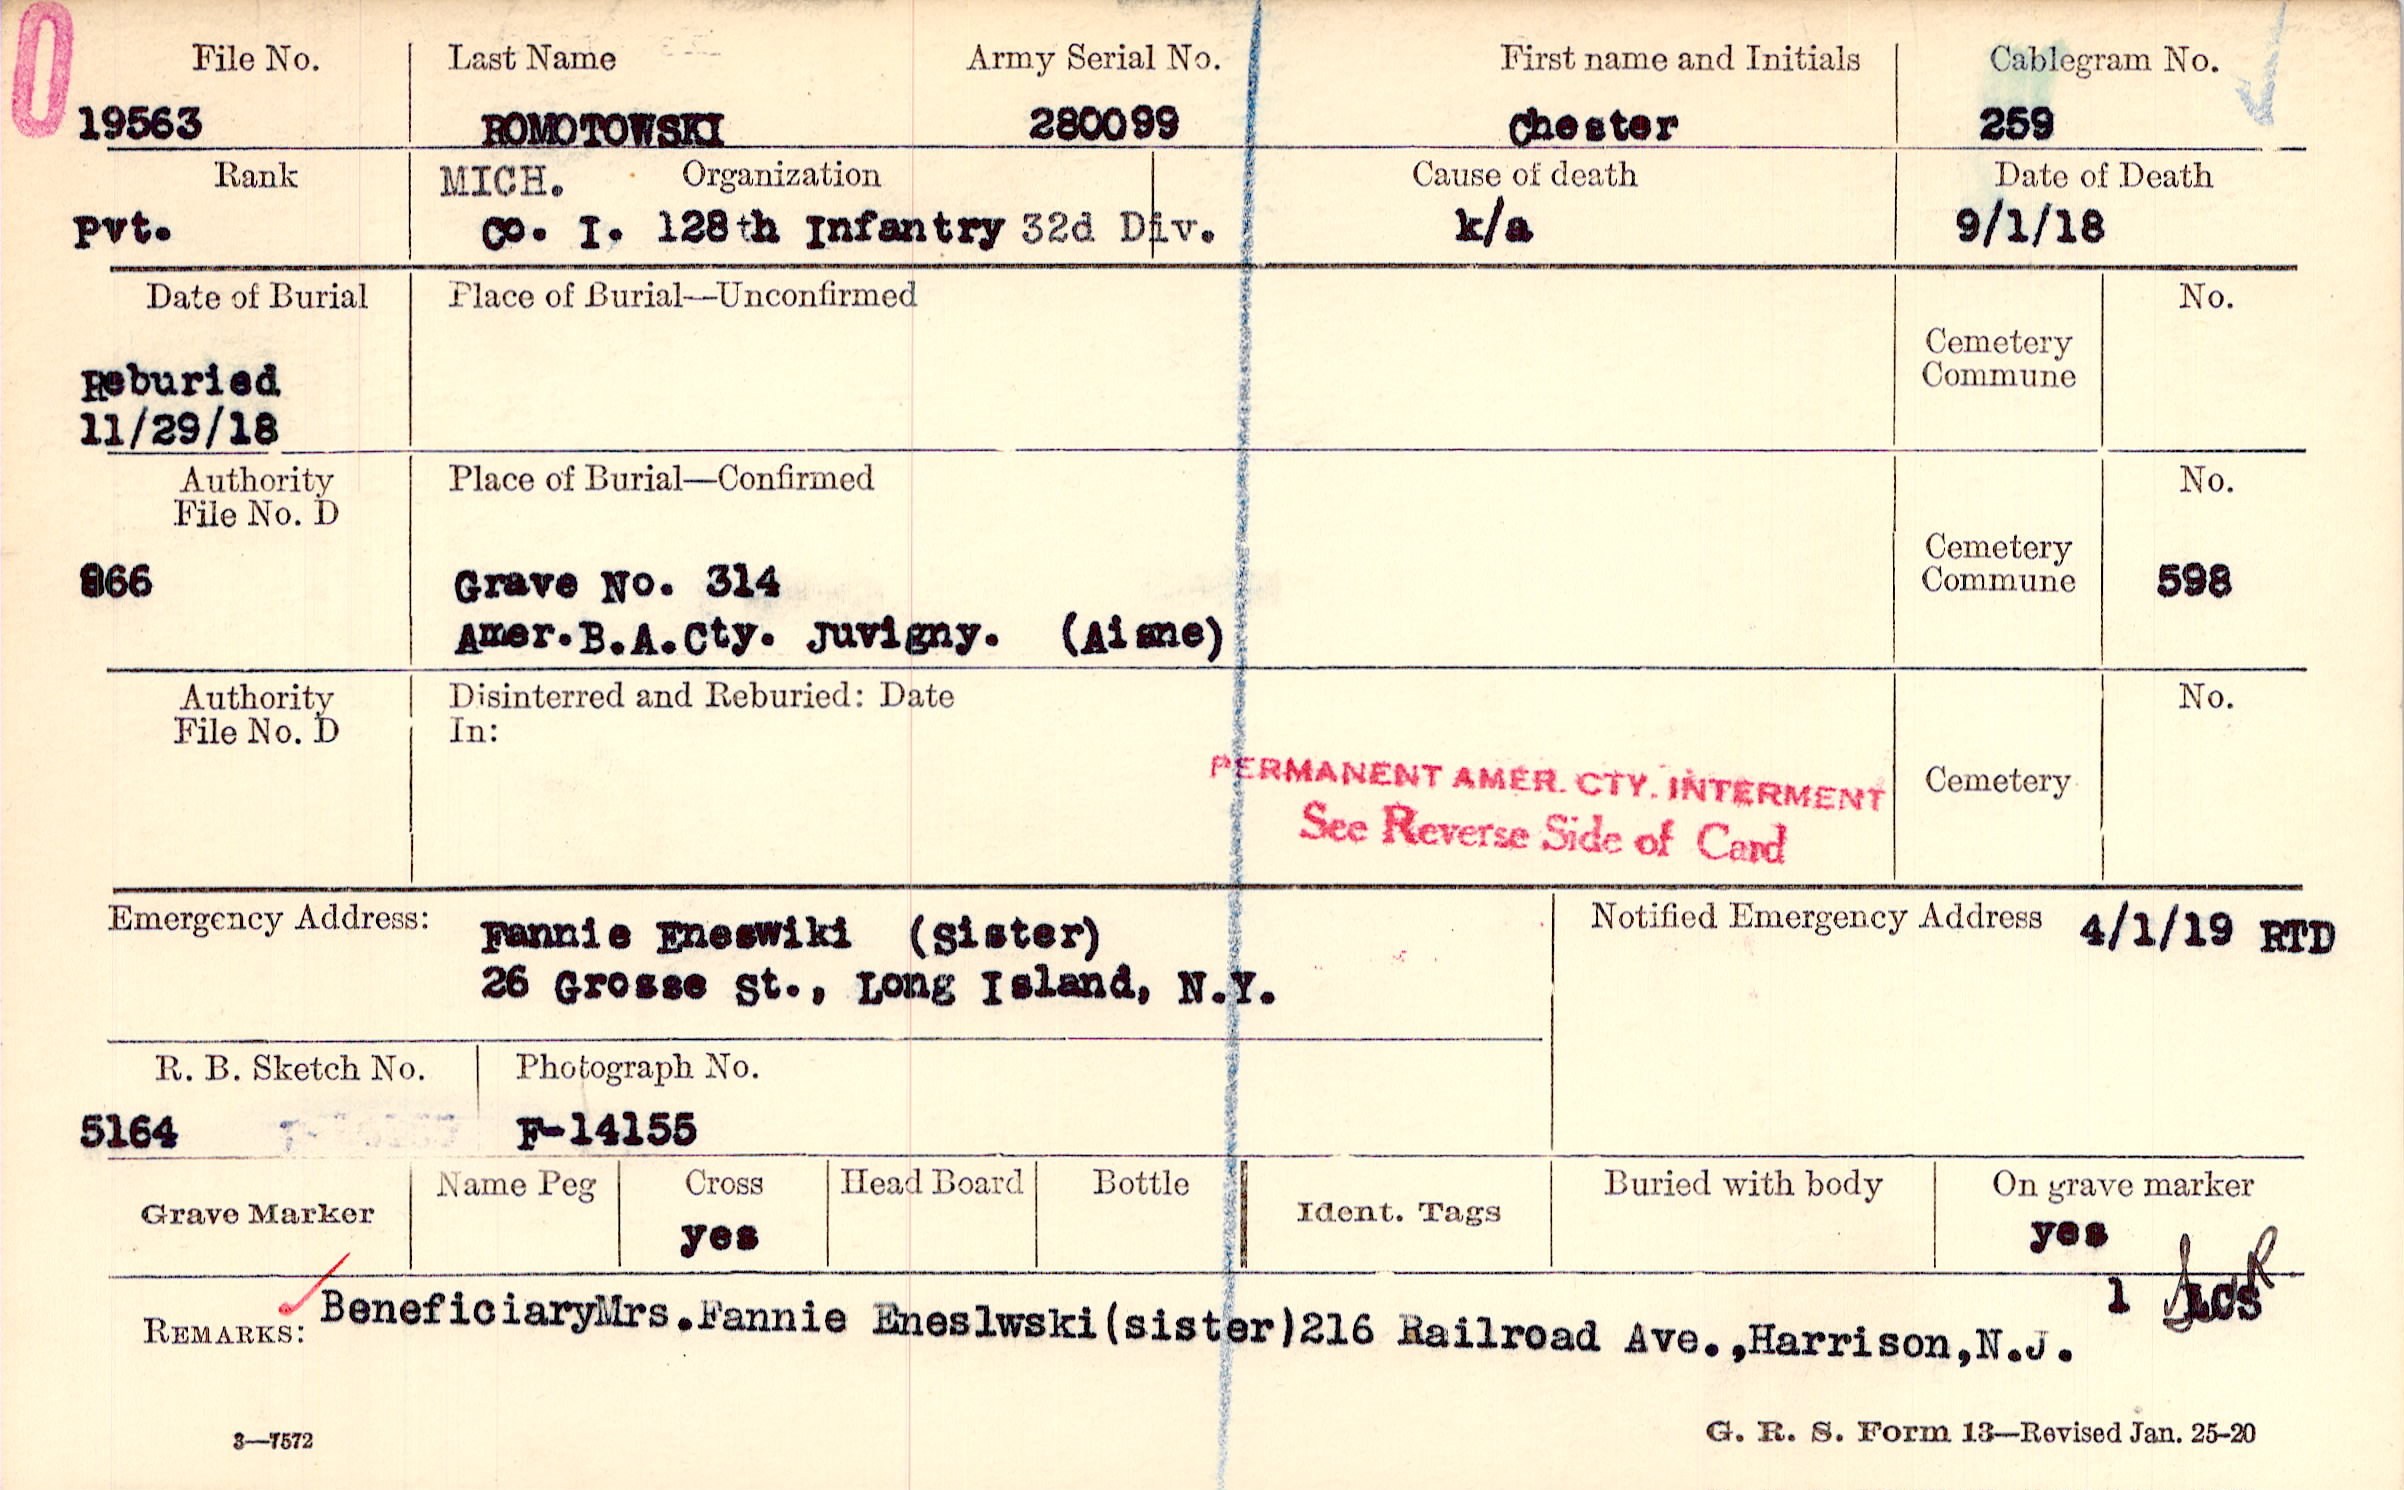 File No. Last Name Army Serial No. First name and Initials Cablegram No.
19563 ROMOTOWSKI 280099 Chester 259
Rank MICH. Organization Cause of death Date of Death
Pvt. Co. I. 128th Infantry 32d Div. k/a 9/1/18
Date of Burial Place of Burial—Unconfirmed No.
Cemetery
Commune
Reburied
11/29/18
Authority Place of Burial—Confirmed No.
File No. D
Cemetery
Commune
866 Grave No. 314 598
Amer.B.A.Cty. Juvigny. (Aisne)
Authority Disinterred and Reburied: Date No.
File No. D In:
PERMANENT AMER. CTY. INTERMENT Cemetery
See Reverse Side of Card
Emergency Address: Fannie Eneswiki (Sister) Notified Emergency Address 4/1/19 RTD
26 Grosse St., Long Island, N.Y.
R. B. Sketch No. Photograph No.
5164 F-14155
Grave Marker Name Peg Cross Head Board Bottle Ident. Tags Buried with body On grave marker
yes yes
1
REMARKS: BeneficiaryMrs.Fannie Eneslwski(sister)216 Railroad Ave.,Harrison,N.J.
3—7572 G. R. S. Form 13—Revised Jan. 25-20